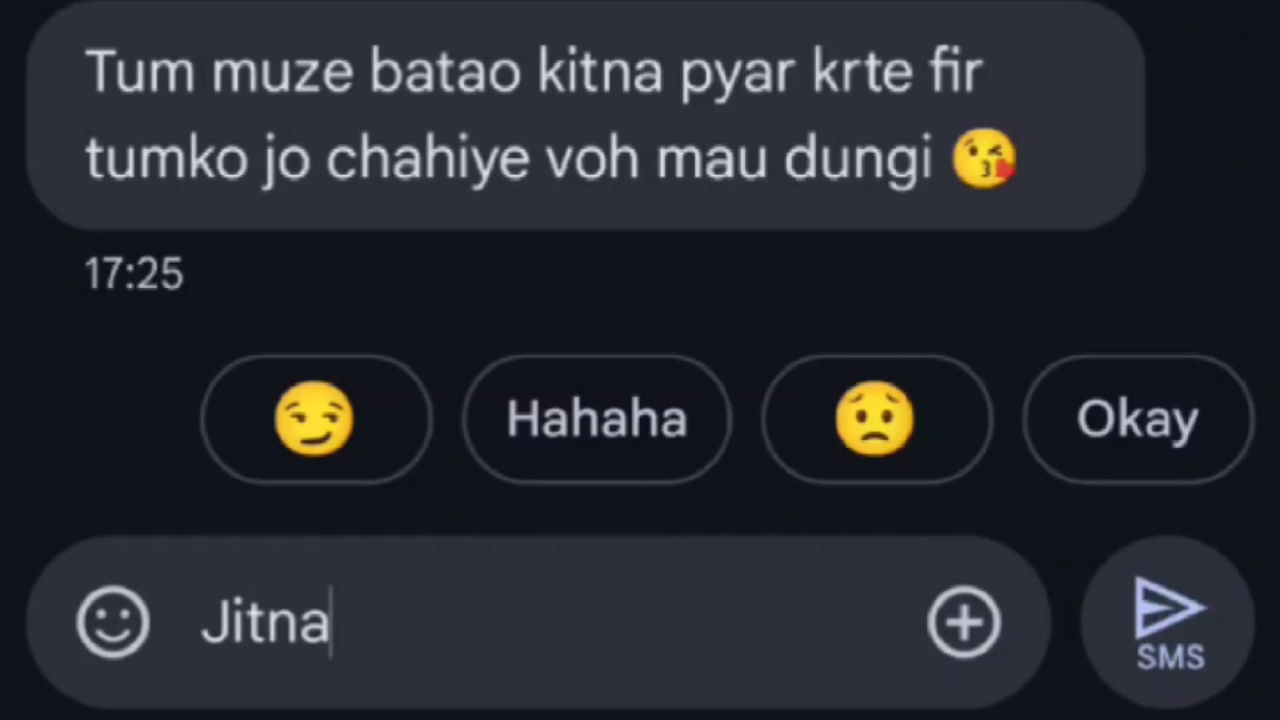 Tum muze batao kitna pyar krte fir
tumko jo chahiye voh mau dungi 😘
17:25
😏 Hahaha 😟 Okay
Jitna
SMS